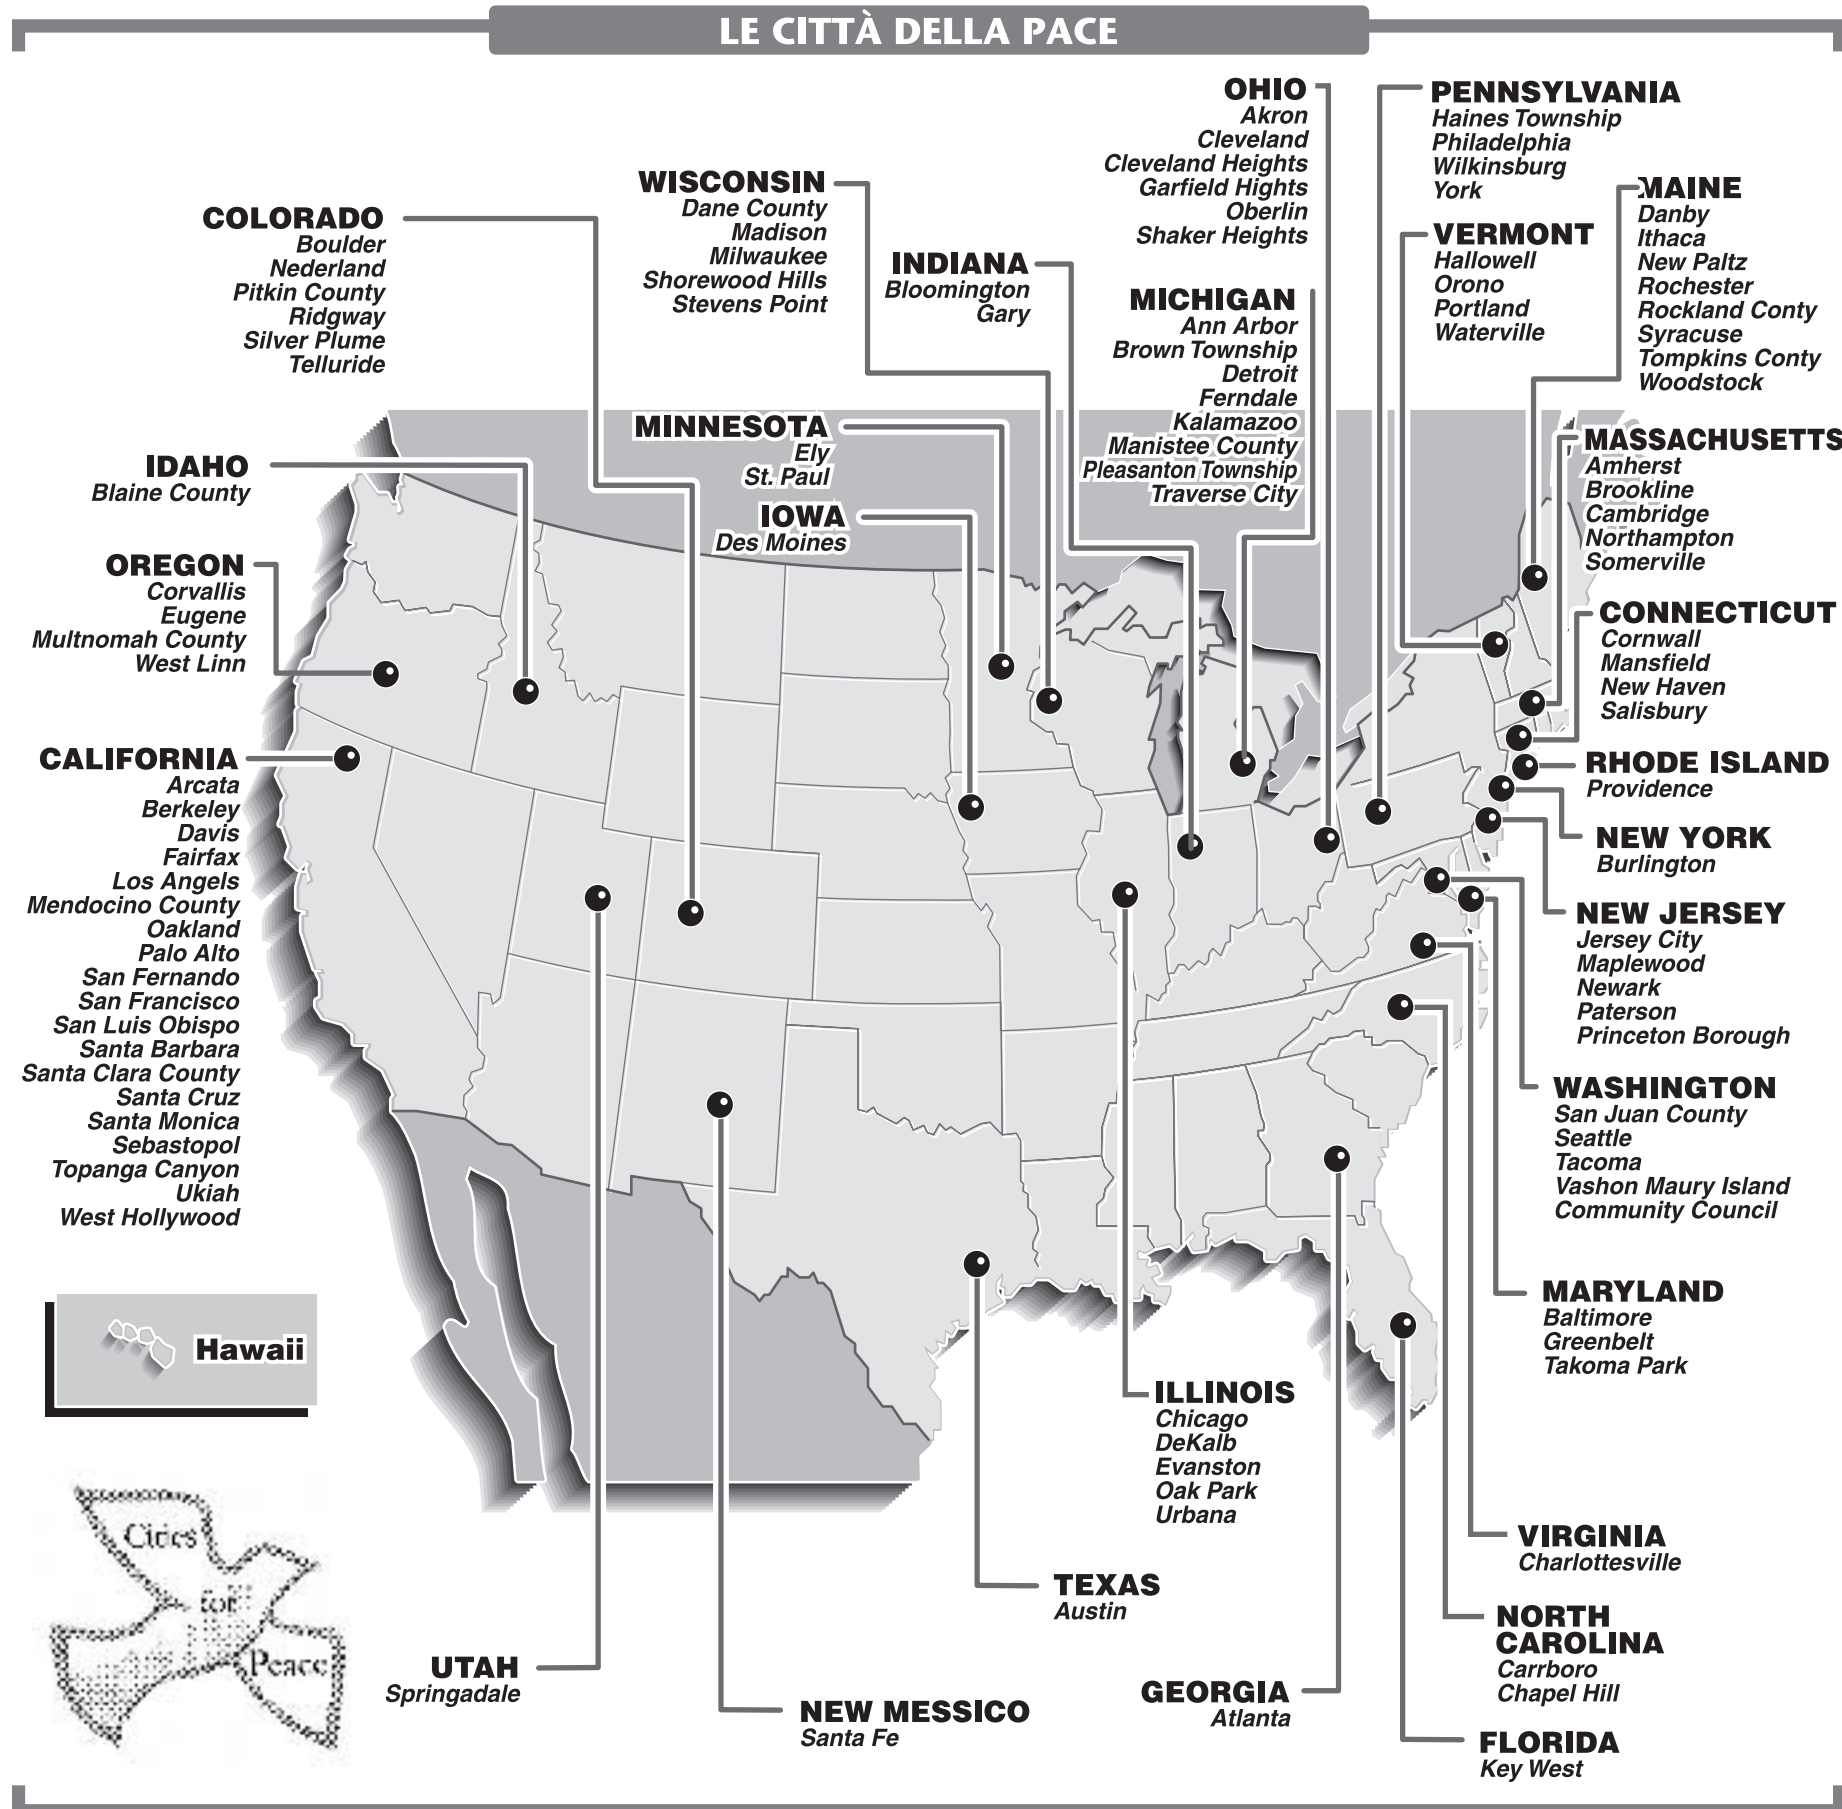 LE CITTÀ DELLA PACE
OHIO
Akron
Cleveland
Cleveland Heights
Garfield Hights
Oberlin
Shaker Heights
PENNSYLVANIA
Haines Township
Philadelphia
Wilkinsburg
York
WISCONSIN
Dane County
Madison
Milwaukee
Shorewood Hills
Stevens Point
MAINE
Danby
Ithaca
New Paltz
Rochester
Rockland Conty
Syracuse
Tompkins Conty
Woodstock
COLORADO
Boulder
Nederland
Pitkin County
Ridgway
Silver Plume
Telluride
VERMONT
Hallowell
Orono
Portland
Waterville
INDIANA
Bloomington
Gary
MICHIGAN
Ann Arbor
Brown Township
Detroit
Ferndale
Kalamazoo
Manistee County
Pleasanton Township
Traverse City
MINNESOTA
Ely
St. Paul
MASSACHUSETTS
Amherst
Brookline
Cambridge
Northampton
Somerville
IDAHO
Blaine County
IOWA
Des Moines
OREGON
Corvallis
Eugene
Multnomah County
West Linn
CONNECTICUT
Cornwall
Mansfield
New Haven
Salisbury
CALIFORNIA
Arcata
Berkeley
Davis
Fairfax
Los Angels
Mendocino County
Oakland
Palo Alto
San Fernando
San Francisco
San Luis Obispo
Santa Barbara
Santa Clara County
Santa Cruz
Santa Monica
Sebastopol
Topanga Canyon
Ukiah
West Hollywood
RHODE ISLAND
Providence
NEW YORK
Burlington
NEW JERSEY
Jersey City
Maplewood
Newark
Paterson
Princeton Borough
WASHINGTON
San Juan County
Seattle
Tacoma
Vashon Maury Island
Community Council
MARYLAND
Baltimore
Greenbelt
Takoma Park
Hawaii
ILLINOIS
Chicago
DeKalb
Evanston
Oak Park
Urbana
VIRGINIA
Charlottesville
TEXAS
Austin
NORTH
CAROLINA
Carrboro
Chapel Hill
UTAH
Springadale
GEORGIA
Atlanta
NEW MESSICO
Santa Fe
FLORIDA
Key West
Cities
for
Peace